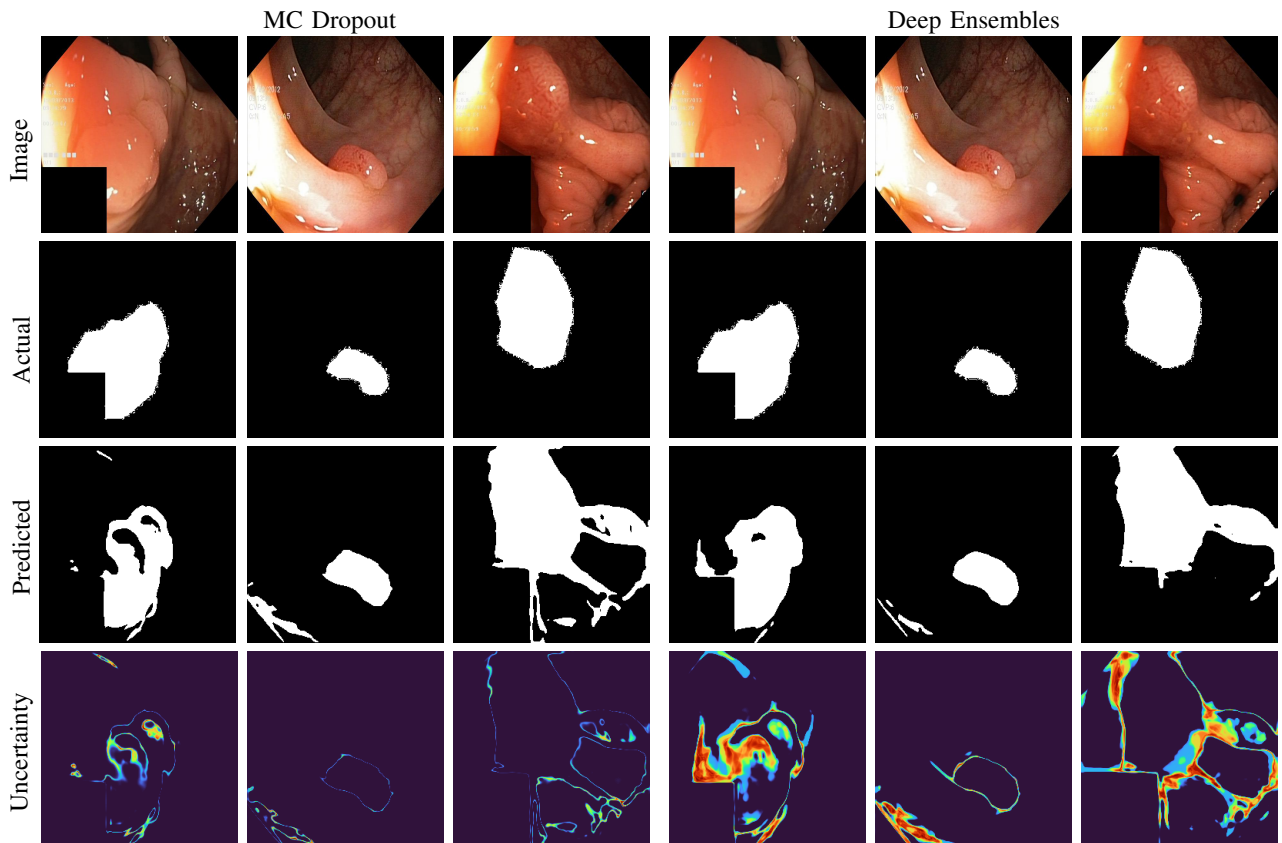 MC Dropout
Deep Ensembles
Image
Actual
Predicted
Uncertainty